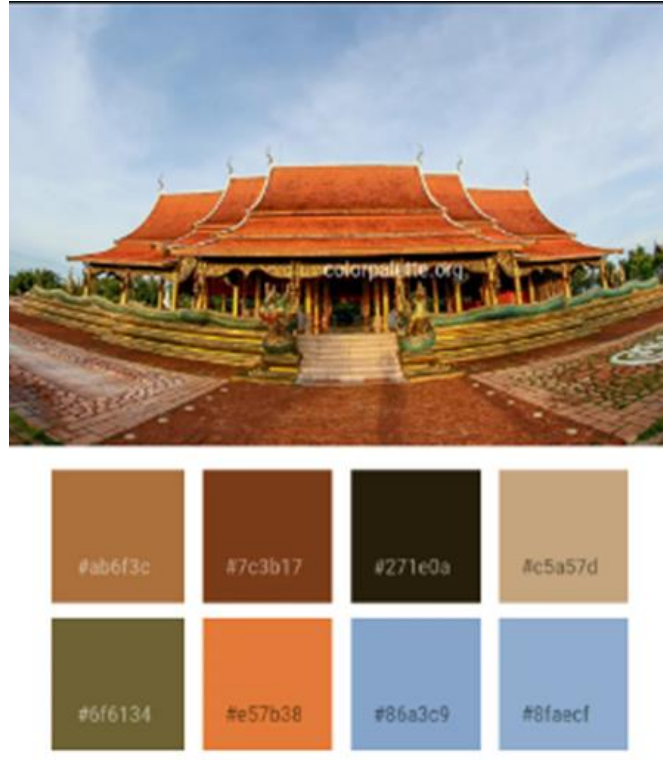 colorpalette.org
#ab6f3c
#7c3b17
#271e0a
#c5a57d
#6f6134
#e57b38
#86a3c9
#8faecf